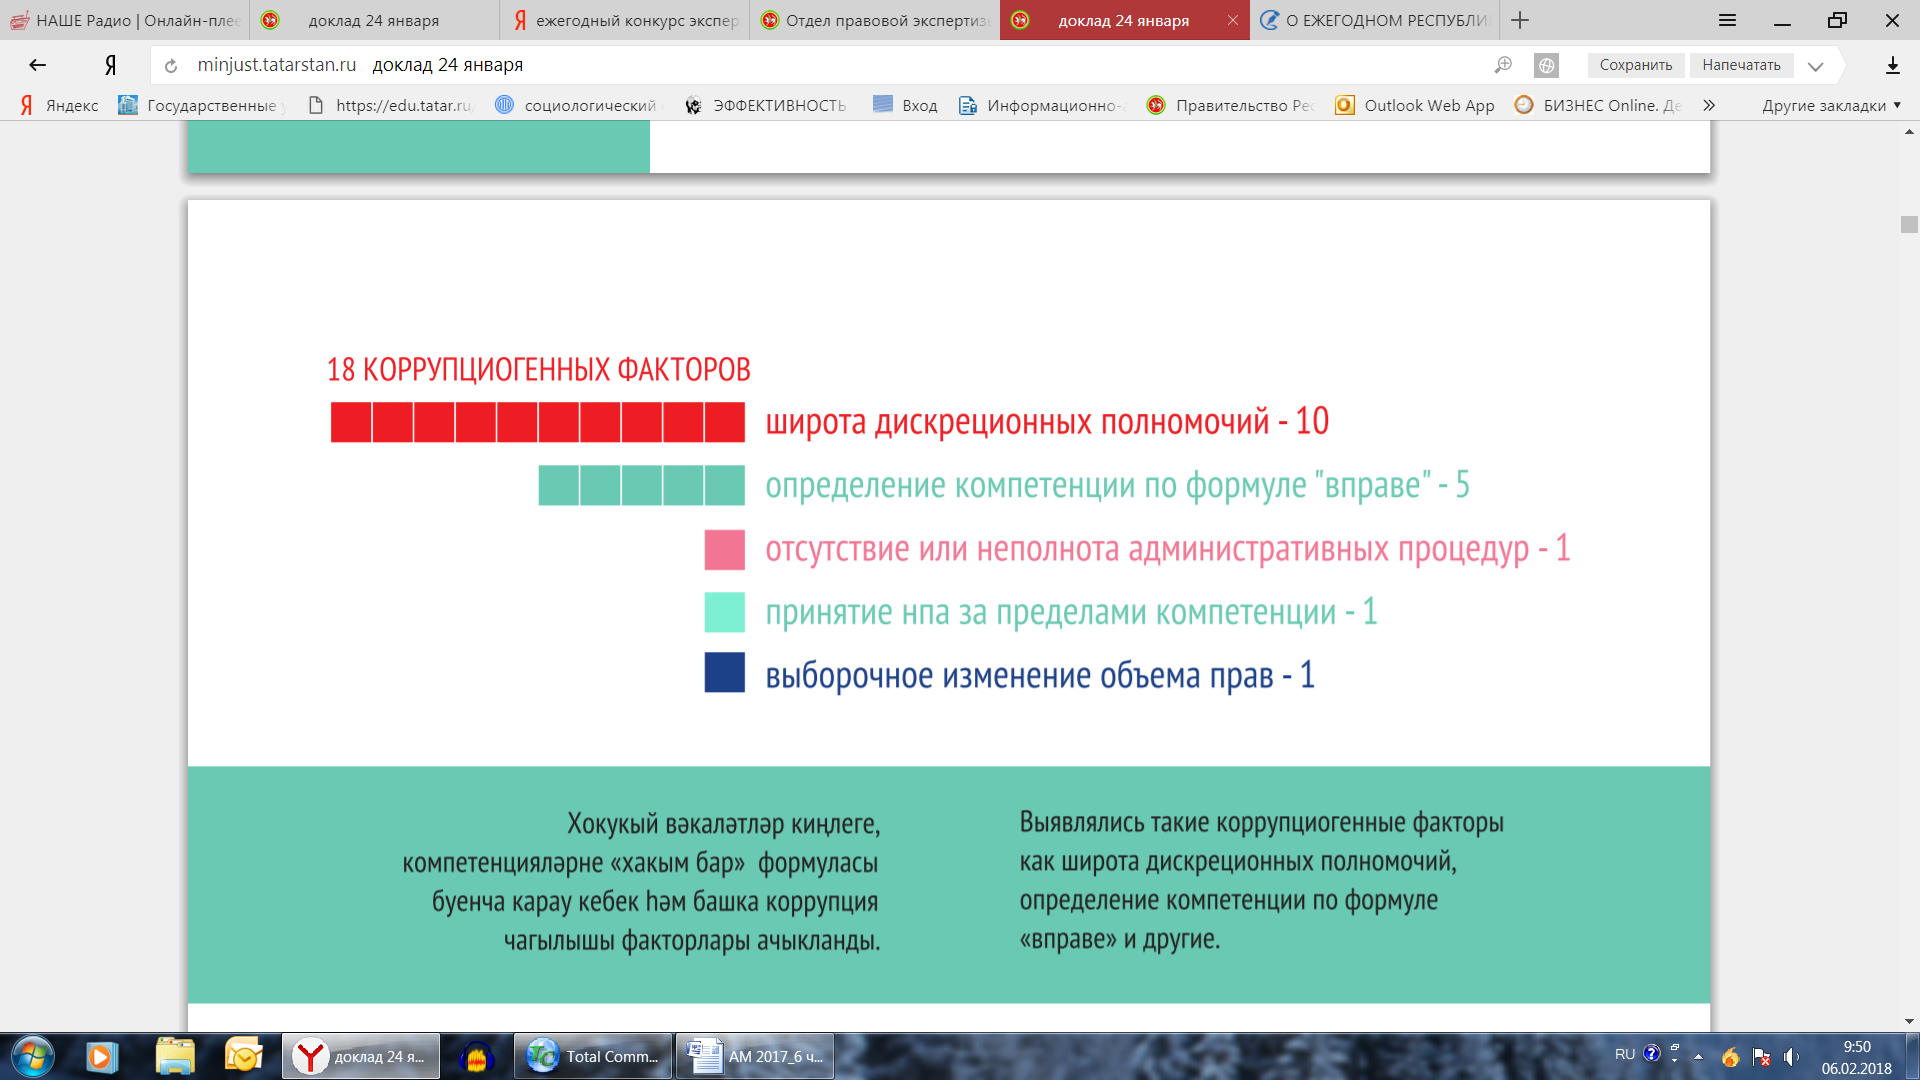 НАШЕ Радио | Онлайн-плее
доклад 24 января
ежегодный конкурс экспер
Отдел правовой экспертизы
доклад 24 января
О ЕЖЕГОДНОМ РЕСПУБЛИ
minjust.tatarstan.ru доклад 24 января
Сохранить
Напечатать
Яндекс
Государственные
https://edu.tatar.ru
социологический
ЭФФЕКТИВНОСТЬ
Вход
Информационно-
Правительство Рес
Outlook Web App
БИЗНЕС Online. Де
Другие закладки
18 КОРРУПЦИОГЕННЫХ ФАКТОРОВ
широта дискреционных полномочий - 10
определение компетенции по формуле "вправе" - 5
отсутствие или неполнота административных процедур - 1
принятие нпа за пределами компетенции - 1
выборочное изменение объема прав - 1
Хокукый вәкаләтләр киңлеге,
компетенцияләрне «хакым бар» формуласы
буенча карау кебек һәм башка коррупция
чагылышы факторлары ачыкланды.
Выявлялись такие коррупциогенные факторы
как широта дискреционных полномочий,
определение компетенции по формуле
«вправе» и другие.
доклад 24 я...
Total Comm...
АМ 2017_6 ч...
RU
9:50
06.02.2018